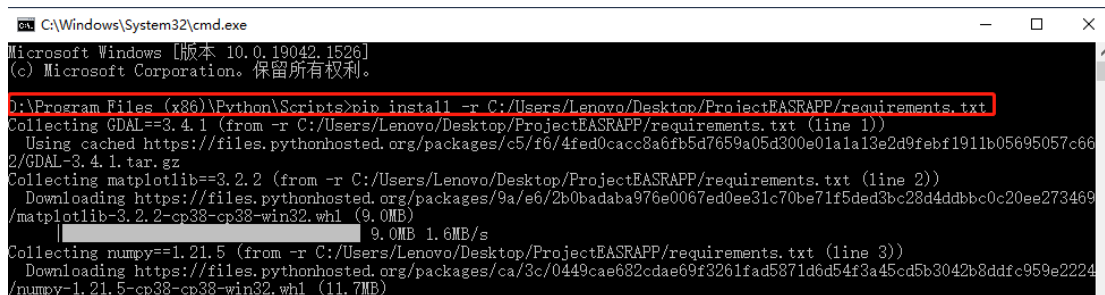 C:\Windows\System32\cmd.exe
Microsoft Windows [版本 10.0.19042.1526]
(c) Microsoft Corporation。保留所有权利。
D:\Program Files (x86)\Python\Scripts>pip install -r C:/Users/Lenovo/Desktop/ProjectEASRAPP/requirements.txt
Collecting GDAL==3.4.1 (from -r C:/Users/Lenovo/Desktop/ProjectEASRAPP/requirements.txt (line 1))
  Using cached https://files.pythonhosted.org/packages/c5/f6/4fed0cacc8a6fb5d7659a05d300e01a1a13e2d9febf1911b05695057c66
2/GDAL-3.4.1.tar.gz
Collecting matplotlib==3.2.2 (from -r C:/Users/Lenovo/Desktop/ProjectEASRAPP/requirements.txt (line 2))
  Downloading https://files.pythonhosted.org/packages/9a/e6/2b0badaba976e0067ed0ee31c70be71f5ded3bc28d4ddbbc0c20ee273469
/matplotlib-3.2.2-cp38-cp38-win32.whl (9.0MB)
9.0MB 1.6MB/s
Collecting numpy==1.21.5 (from -r C:/Users/Lenovo/Desktop/ProjectEASRAPP/requirements.txt (line 3))
  Downloading https://files.pythonhosted.org/packages/ca/3c/0449cae682cdae69f3261fad5871d6d54f3a45cd5b3042b8ddfc959e2224
/numpy-1.21.5-cp38-cp38-win32.whl (11.7MB)